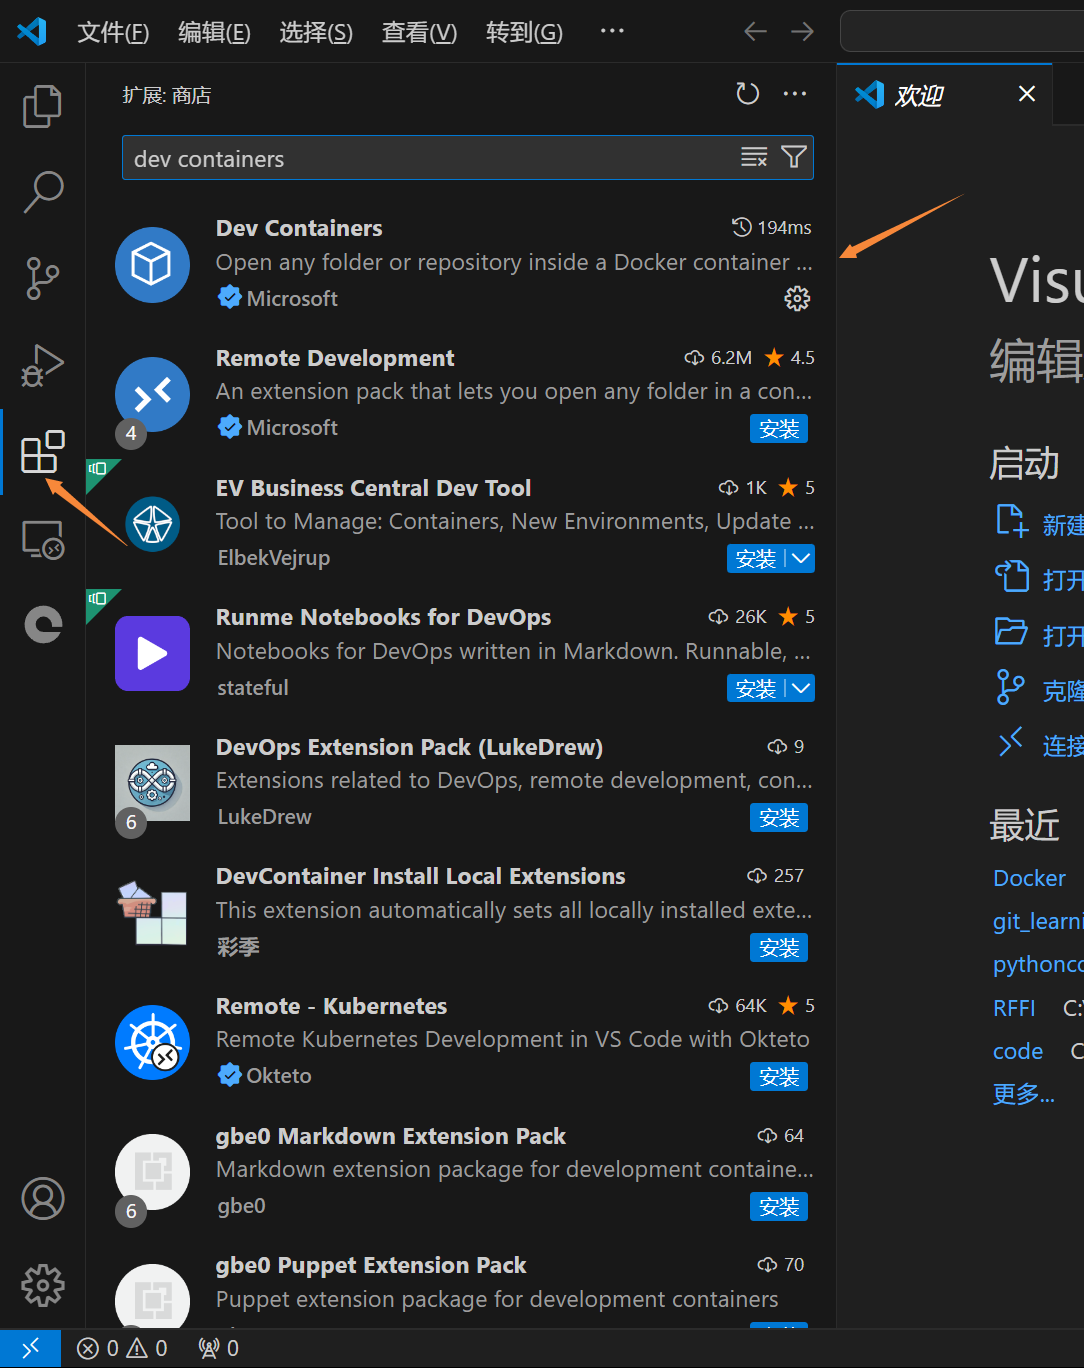 文件(F) 编辑(E) 选择(S) 查看(V) 转到(G) ···
扩展: 商店
欢迎
dev containers
Dev Containers 194ms
Open any folder or repository inside a Docker container ...
Microsoft
Remote Development 6.2M 4.5
An extension pack that lets you open any folder in a con...
Microsoft 安装
4
EV Business Central Dev Tool 1K 5
Tool to Manage: Containers, New Environments, Update ...
ElbekVejrup 安装
Runme Notebooks for DevOps 26K 5
Notebooks for DevOps written in Markdown. Runnable, ...
stateful 安装
DevOps Extension Pack (LukeDrew) 9
Extensions related to DevOps, remote development, con...
LukeDrew 安装
6
DevContainer Install Local Extensions 257
This extension automatically sets all locally installed exte...
彩季 安装
Remote - Kubernetes 64K 5
Remote Kubernetes Development in VS Code with Okteto
Okteto 安装
gbe0 Markdown Extension Pack 64
Markdown extension package for development containe...
gbe0 安装
6
gbe0 Puppet Extension Pack 70
Puppet extension package for development containers
Visu
编辑
启动
新建
打开
打开
克隆
连接
最近
Docker
git_learni
pythonco
RFFI C:\
code C
更多...
0 0 0